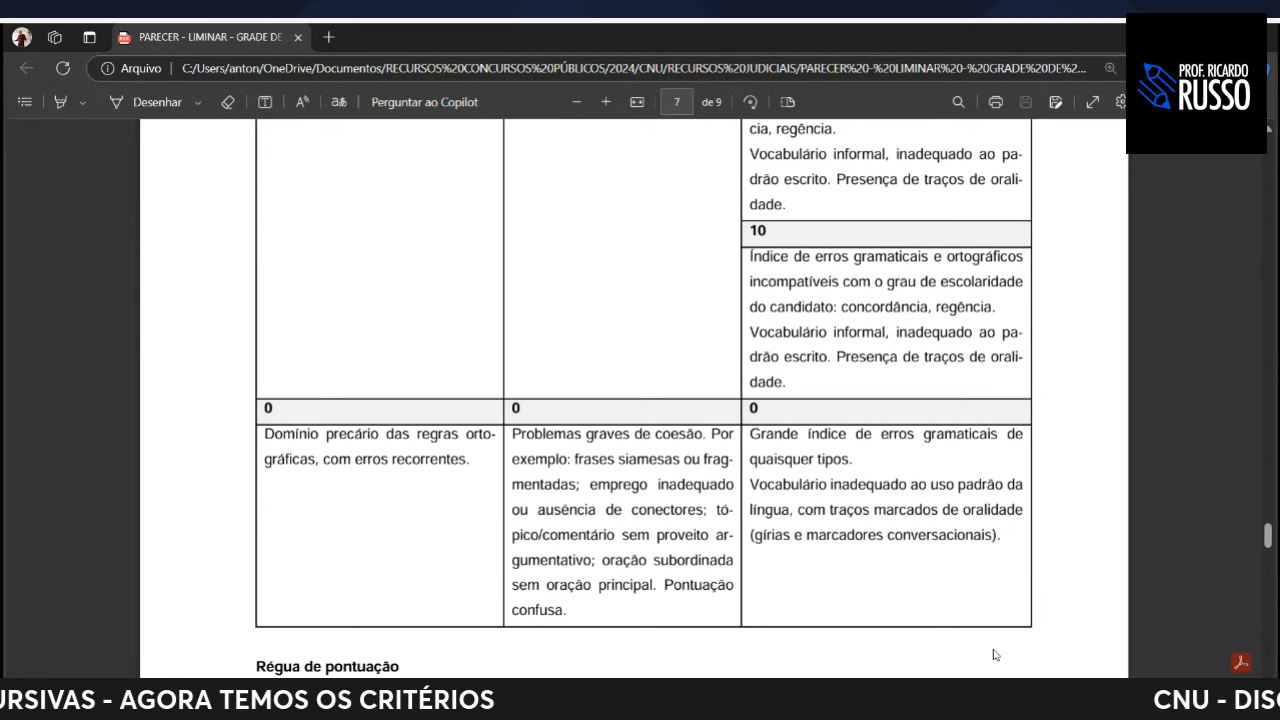 PARECER - LIMINAR - GRADE DE
Arquivo
C:/Users/anton/OneDrive/Documentos/RECURSOS%20CONCURSOS%20PÚBLICOS/2024/CNU/RECURSOS%20JUDICIAIS/PARECER%20-%20LIMINAR%20-%20GRADE%20DE%2...
PROF. RICARDO
RUSSO
Desenhar
Perguntar ao Copilot
7 de 9
cia, regência.
Vocabulário informal, inadequado ao pa-
drão escrito. Presença de traços de orali-
dade.
10
Índice de erros gramaticais e ortográficos
incompatíveis com o grau de escolaridade
do candidato: concordância, regência.
Vocabulário informal, inadequado ao pa-
drão escrito. Presença de traços de orali-
dade.
0
Domínio precário das regras orto-
gráficas, com erros recorrentes.
0
Problemas graves de coesão. Por
exemplo: frases siamesas ou frag-
mentadas; emprego inadequado
ou ausência de conectores; tó-
pico/comentário sem proveito ar-
gumentativo; oração subordinada
sem oração principal. Pontuação
confusa.
0
Grande índice de erros gramaticais de
quaisquer tipos.
Vocabulário inadequado ao uso padrão da
língua, com traços marcados de oralidade
(gírias e marcadores conversacionais).
Régua de pontuação
URSIVAS - AGORA TEMOS OS CRITÉRIOS
CNU - DISC